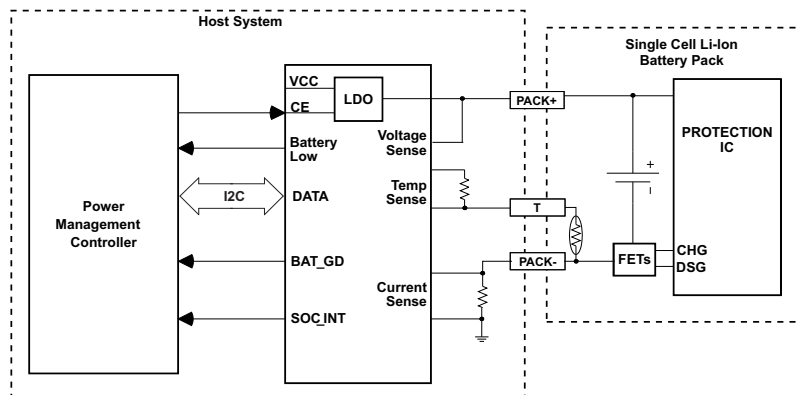 Host System
Single Cell Li-Ion
Battery Pack
Power
Management
Controller
I2C
VCC
CE
LDO
Battery
Low
DATA
BAT_GD
SOC_INT
Voltage
Sense
Temp
Sense
Current
Sense
PACK+
T
PACK-
+
–
FETs
CHG
DSG
PROTECTION
IC